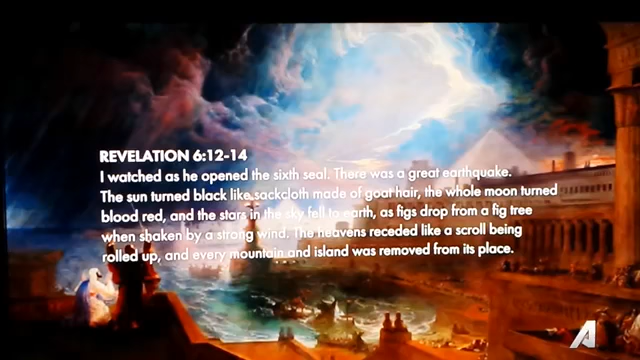 REVELATION 6:12-14
I watched as he opened the sixth seal. There was a great earthquake.
The sun turned black like sackcloth made of goat hair, the whole moon turned
blood red, and the stars in the sky fell to earth, as figs drop from a fig tree
when shaken by a strong wind. The heavens receded like a scroll being
rolled up, and every mountain and island was removed from its place.
A